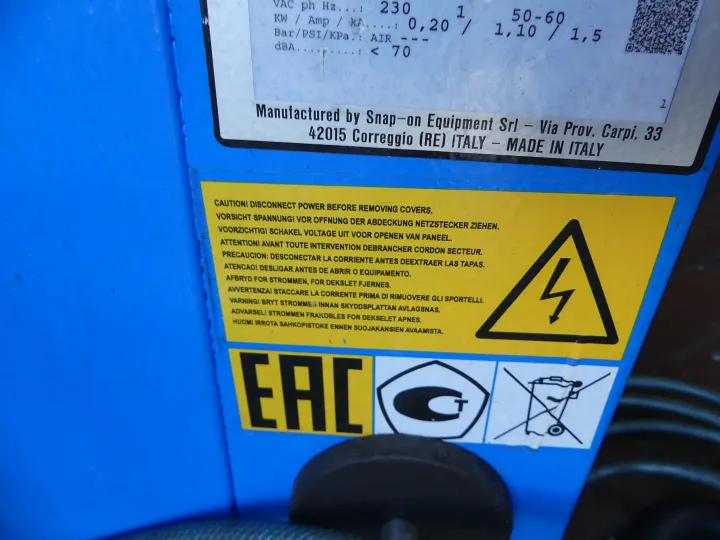 VAC ph Hz...: 230 1 50-60
KW / Amp / kA....: 0,20 / 1,10 / 1,5
Bar/PSI/KPa.: AIR ---
dBA..........: < 70
1
Manufactured by Snap-on Equipment Srl - Via Prov. Carpi, 33
42015 Correggio (RE) ITALY - MADE IN ITALY
CAUTION! DISCONNECT POWER BEFORE REMOVING COVERS.
VORSICHT SPANNUNG! VOR OFFNUNG DER ABDECKUNG NETZSTECKER ZIEHEN.
VOORZICHTIG! SCHAKEL VOLTAGE UIT VOOR OPENEN VAN PANEEL.
ATTENTION! AVANT TOUTE INTERVENTION DEBRANCHER CORDON SECTEUR.
PRECAUCION: DESCONECTAR LA CORRIENTE ANTES DEEXTRAER LAS TAPAS.
ATENCAO! DESLIGAR ANTES DE ABRIR O EQUIPAMENTO.
AFBRYD FOR STROMMEN, FOR DEKSLET FJERNES.
AVVERTENZA! STACCARE LA CORRENTE PRIMA DI RIMUOVERE GLI SPORTELLI.
VARNING! BRYT STROMMEN INNAN SKYDDSPLATTAN AVLAGSNAS.
ADVARSEL! STROMMEN FRAKOBLES FOR DEKSELET APNES.
HUOMI IRROTA SAHKOPISTOKE ENNEN SUOJAKANSIEN AVAAMISTA.
EAC
CT